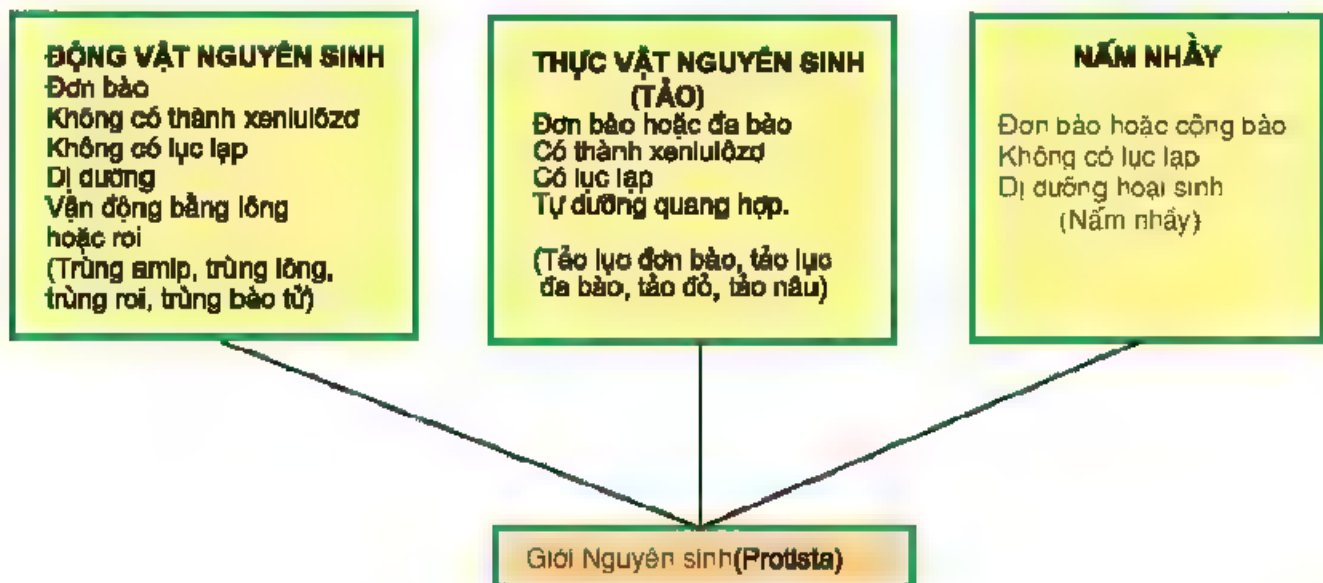 ĐỘNG VẬT NGUYÊN SINH
Đơn bào
Không có thành xenlulôzơ
Không có lục lạp
Dị dưỡng
Vận động bằng lông
hoặc roi
(Trùng amip, trùng lông,
trùng roi, trùng bào tử)
THỰC VẬT NGUYÊN SINH
(TẢO)
Đơn bào hoặc đa bào
Có thành xenlulôzơ
Có lục lạp
Tự dưỡng quang hợp.
(Tảo lục đơn bào, tảo lục
đa bào, tảo đỏ, tảo nâu)
NẤM NHẦY
Đơn bào hoặc cộng bào
Không có lục lạp
Dị dưỡng hoại sinh
(Nấm nhầy)
Giới Nguyên sinh(Protista)